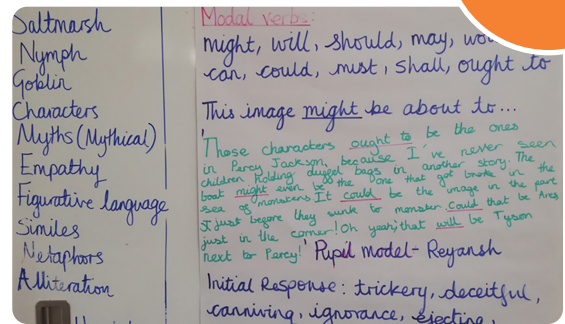 Saltmarsh
Nymph
Goblin
Characters
Myths (Mythical)
Empathy
Figurative language
Similes
Metaphors
Alliteration
Modal verbs:
might, will, should, may,
can, could, must, shall, ought to
This image might be about to...
'These characters ought to be the ones
in Percy Jackson, because I've never seen
children holding bags in another story. The
boat might even be the one that got broke in the
sea of monsters. It could be the image in the part
just before they sunk to monster. Could that be Ares
just in the corner! Oh yeah, that will be Tyson
next to Percy!' Pupil model - Reyansh
Initial Response: trickery, deceitful,
canniving, ignorance, ejecting,